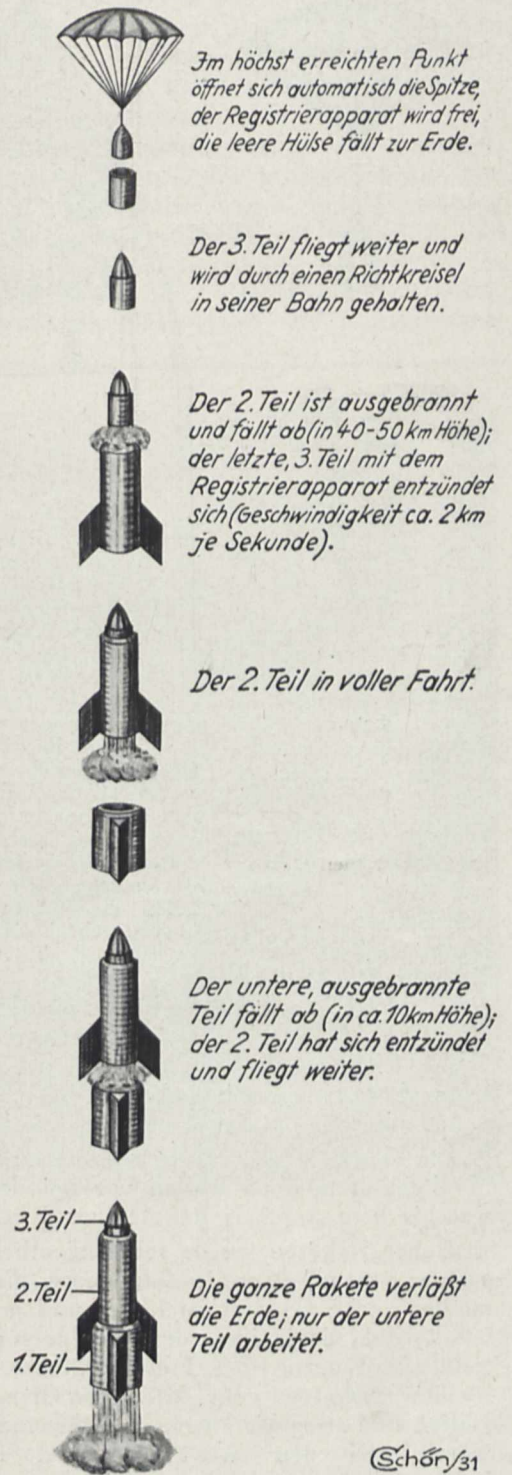 Im höchst erreichten Punkt
öffnet sich automatisch die Spitze,
der Registrierapparat wird frei,
die leere Hülse fällt zur Erde.
Der 3. Teil fliegt weiter und
wird durch einen Richtkreisel
in seiner Bahn gehalten.
Der 2. Teil ist ausgebrannt
und fällt ab (in 40-50 km Höhe);
der letzte, 3. Teil mit dem
Registrierapparat entzündet
sich (Geschwindigkeit ca. 2 km
je Sekunde).
Der 2. Teil in voller Fahrt.
Der untere, ausgebrannte
Teil fällt ab (in ca. 10 km Höhe);
der 2. Teil hat sich entzündet
und fliegt weiter.
3. Teil
2. Teil
1. Teil
Die ganze Rakete verläßt
die Erde; nur der untere
Teil arbeitet.
CSchön/31